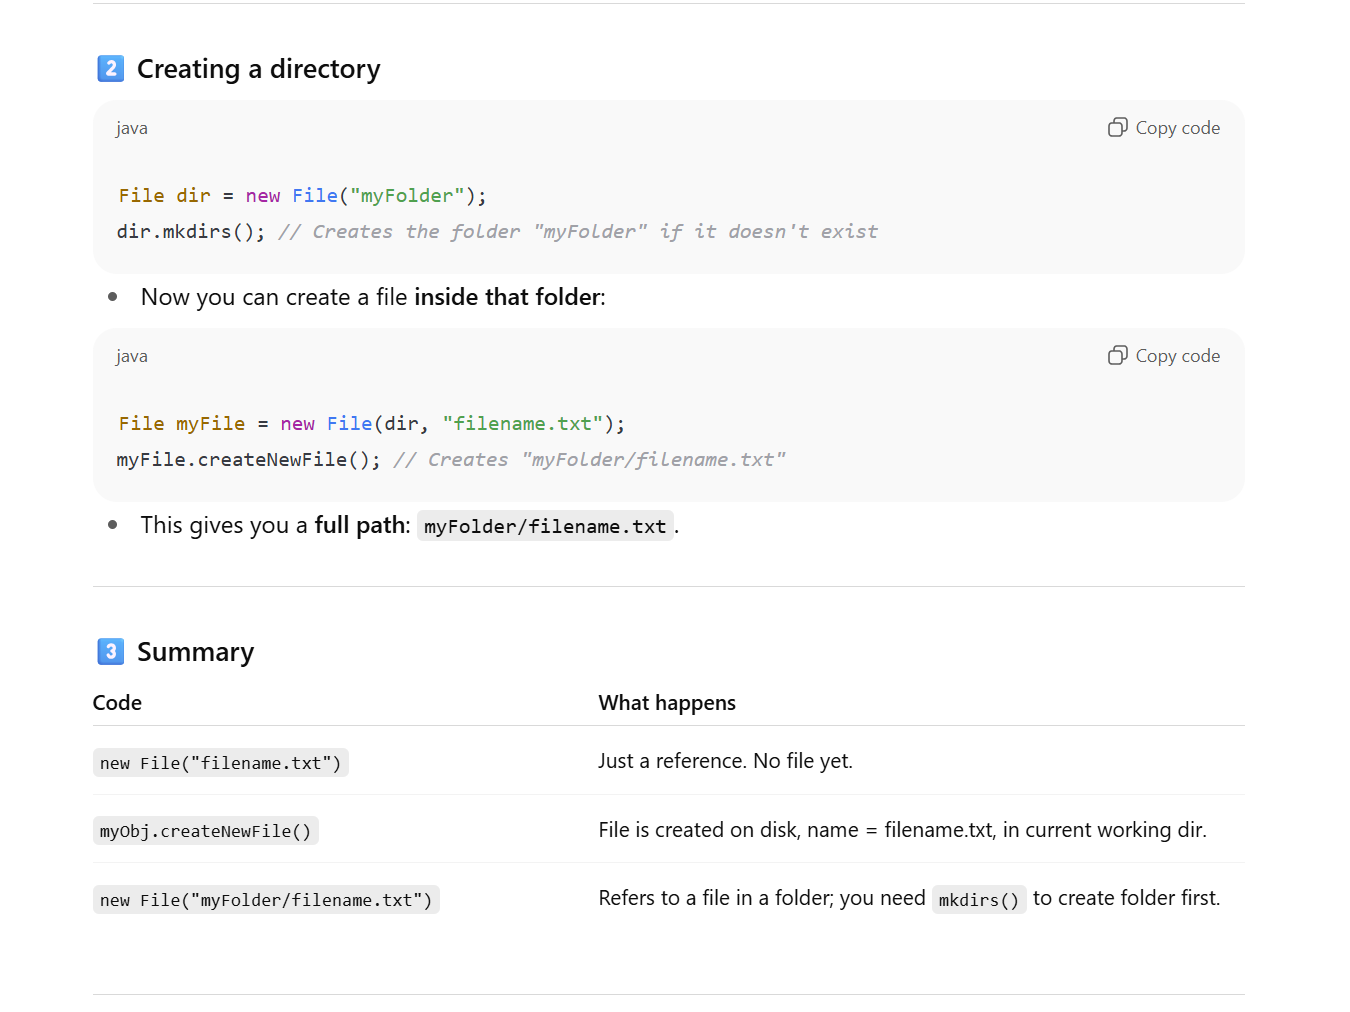 2 Creating a directory
java
Copy code
File dir = new File("myFolder");
dir.mkdirs(); // Creates the folder "myFolder" if it doesn't exist
Now you can create a file inside that folder:
java
Copy code
File myFile = new File(dir, "filename.txt");
myFile.createNewFile(); // Creates "myFolder/filename.txt"
This gives you a full path: myFolder/filename.txt.
3 Summary
Code
What happens
new File("filename.txt")
Just a reference. No file yet.
myObj.createNewFile()
File is created on disk, name = filename.txt, in current working dir.
new File("myFolder/filename.txt")
Refers to a file in a folder; you need mkdirs() to create folder first.